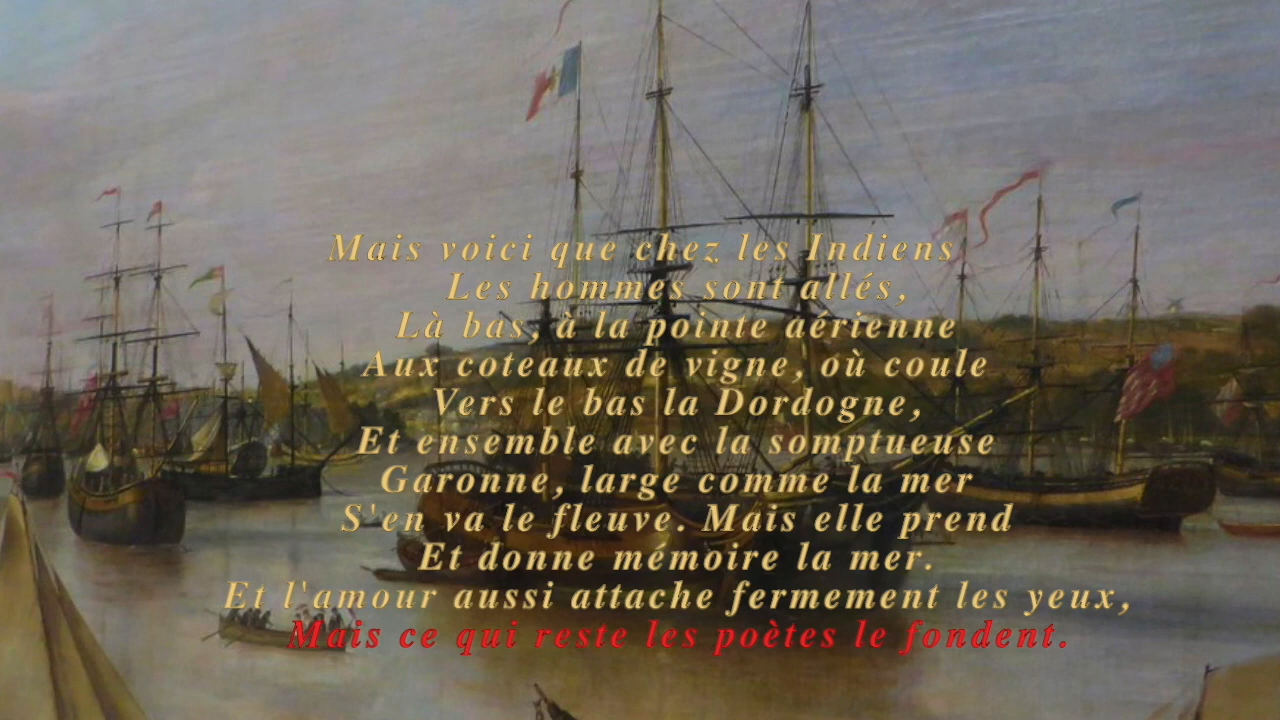 Mais voici que chez les Indiens
Les hommes sont allés,
Là bas, à la pointe aérienne
Aux coteaux de vigne, où coule
Vers le bas la Dordogne,
Et ensemble avec la somptueuse
Garonne, large comme la mer
S'en va le fleuve. Mais elle prend
Et donne mémoire la mer.
Et l'amour aussi attache fermement les yeux,
Mais ce qui reste les poètes le fondent.